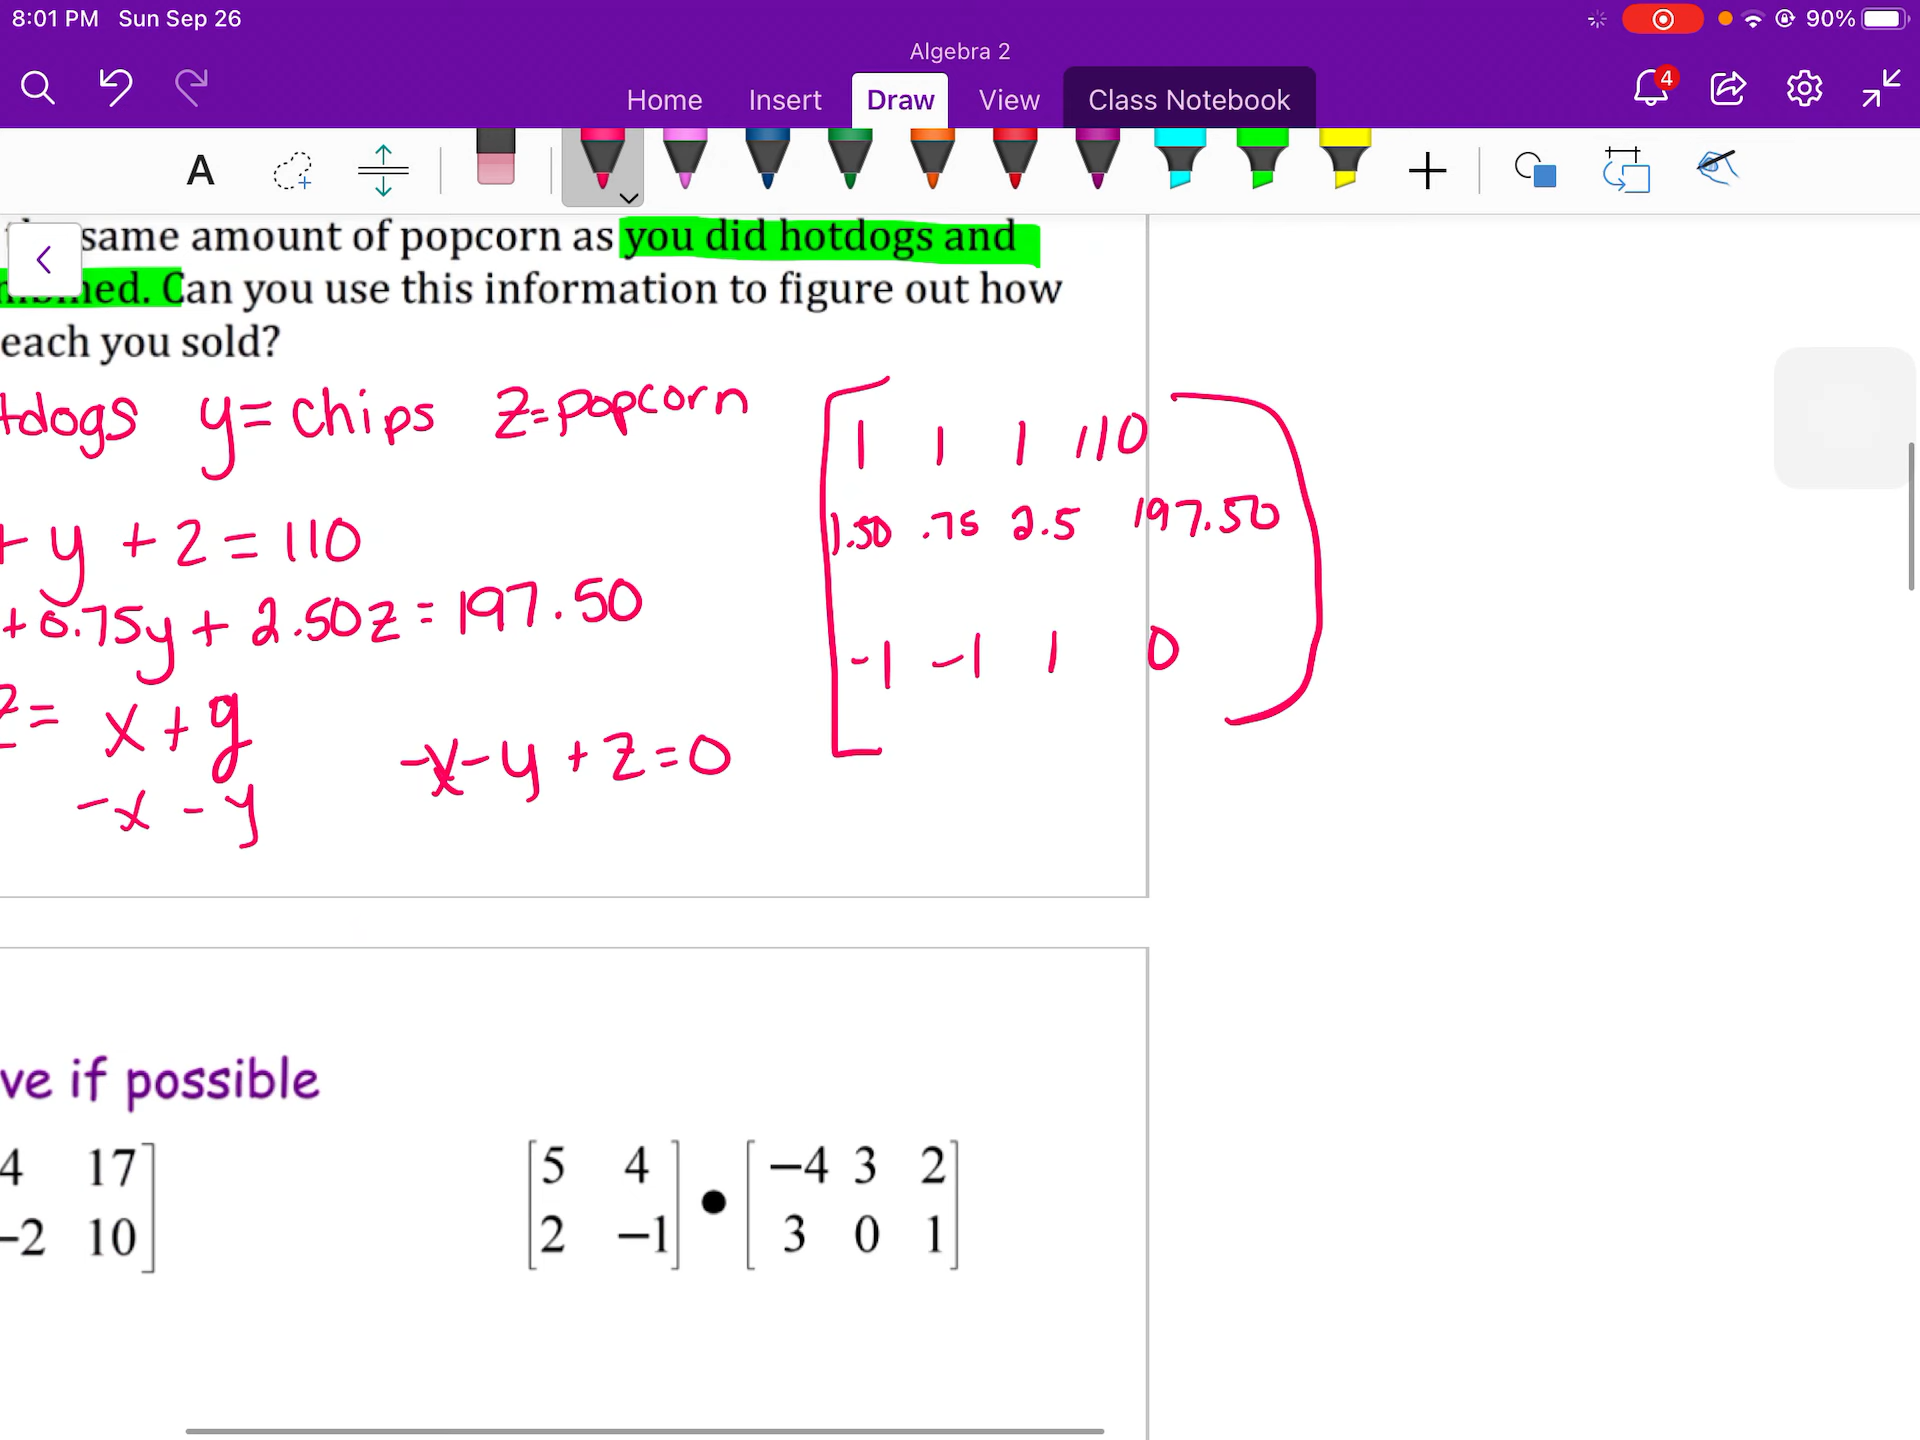 8:01 PM Sun Sep 26
90%
Algebra 2
Home Insert Draw View Class Notebook
4
A
same amount of popcorn as you did hotdogs and
Can you use this information to figure out how
each you sold?
tdogs y= chips z=popcorn
+ y + z = 110
+ 0.75y + 2.50z = 197.50
z = x + y
-x - y
-x - y + z = 0
1 1 1 110
1.50 .75 2.5 197.50
-1 -1 1 0
ve if possible
4 17
-2 10
5 4
2 -1
•
-4 3 2
3 0 1